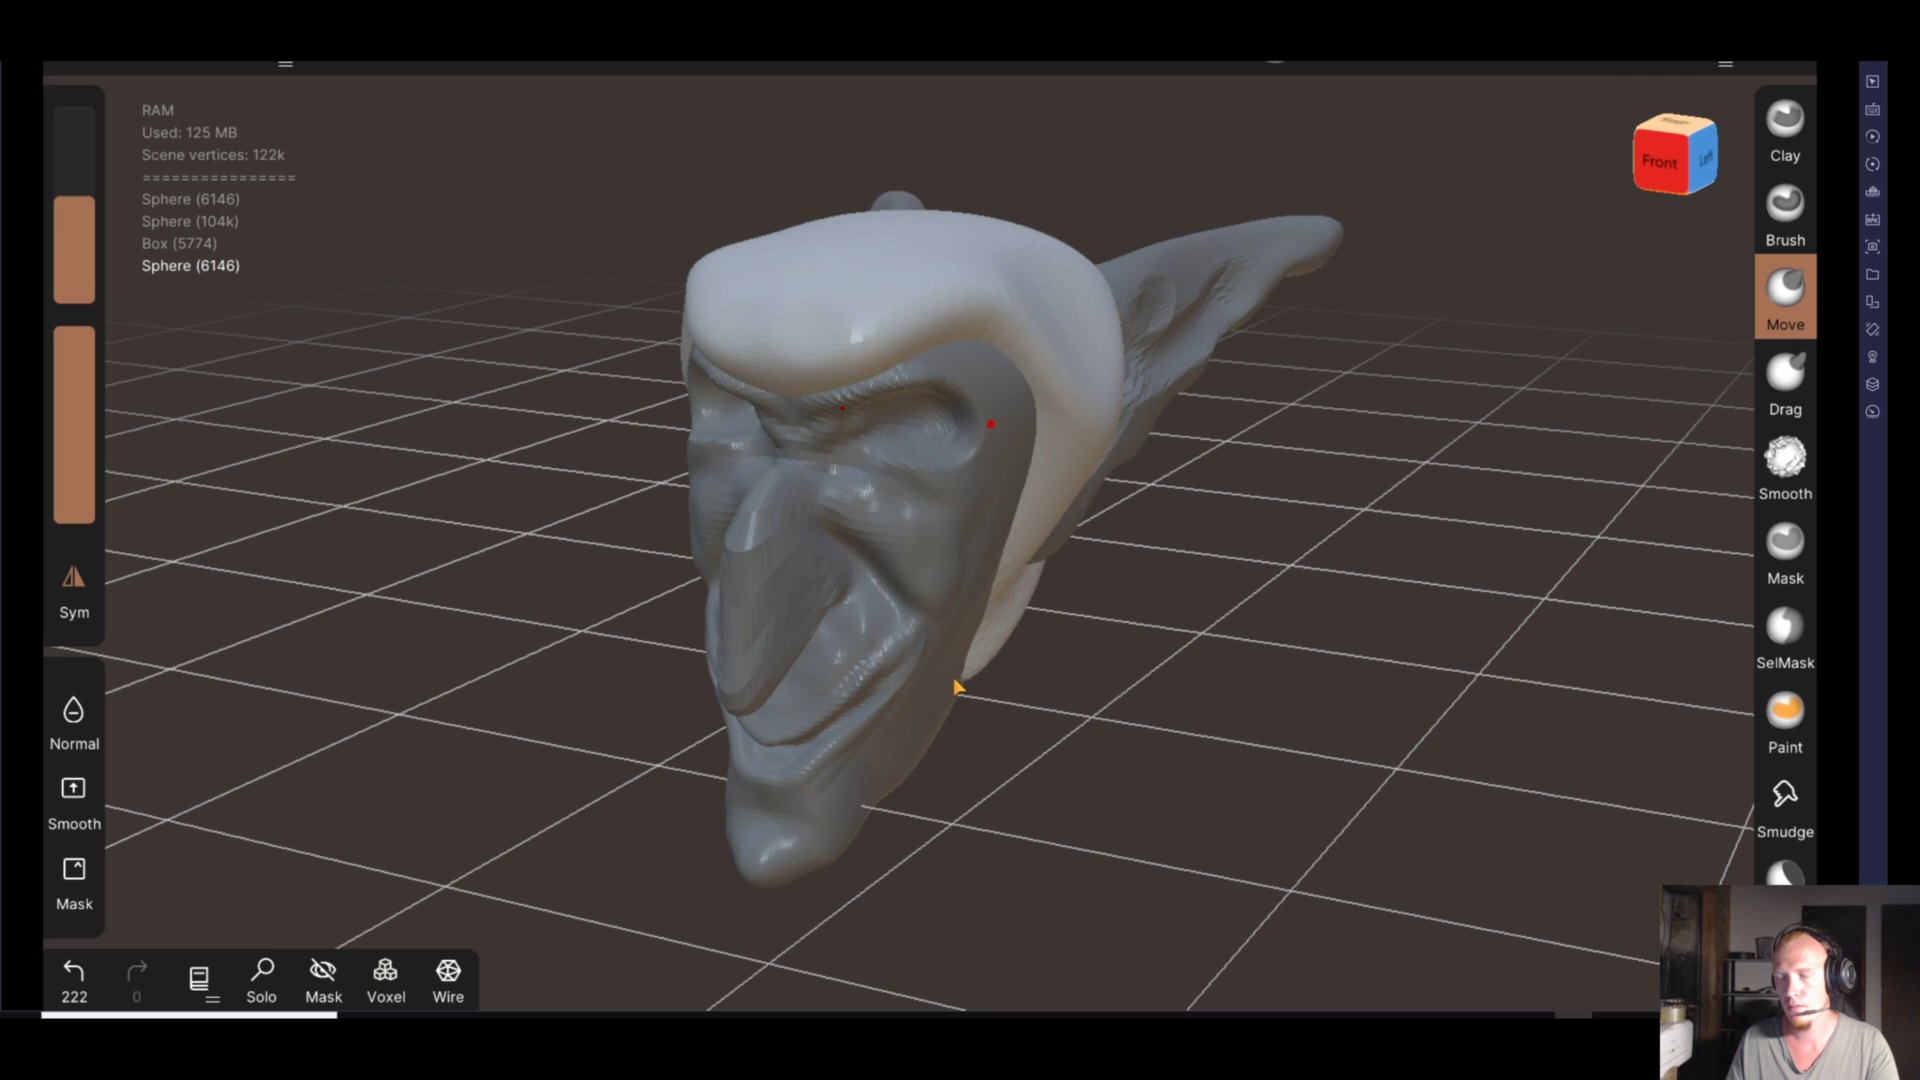 RAM
Used: 125 MB
Scene vertices: 122k
================
Sphere (6146)
Sphere (104k)
Box (5774)
Sphere (6146)
Front
Left
Clay
Brush
Move
Drag
Smooth
Mask
SelMask
Paint
Smudge
Sym
Normal
Smooth
Mask
222
0
Solo
Mask
Voxel
Wire